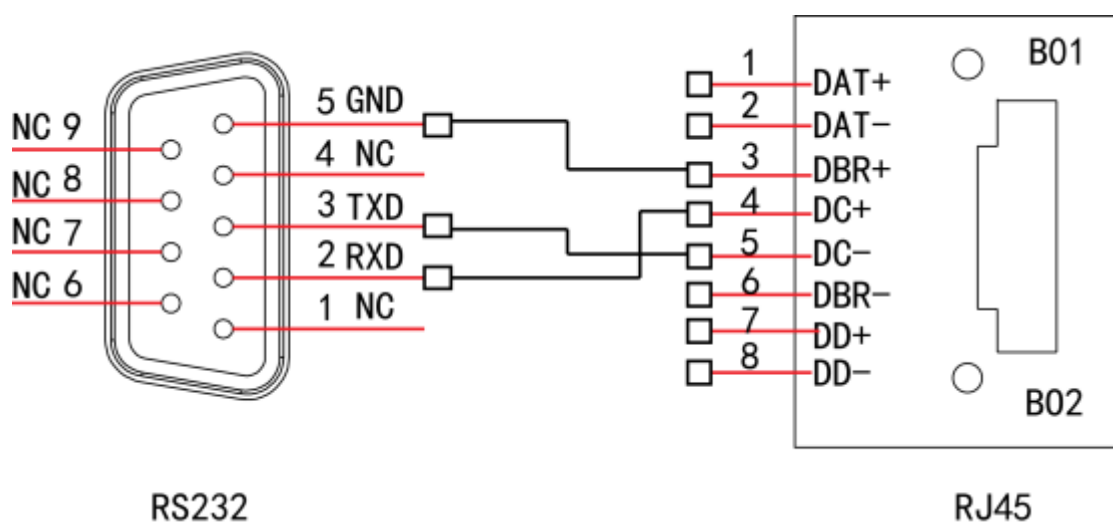 NC 9
NC 8
NC 7
NC 6
5 GND
4 NC
3 TXD
2 RXD
1 NC
RS232
1 DAT+
2 DAT-
3 DBR+
4 DC+
5 DC-
6 DBR-
7 DD+
8 DD-
B01
B02
RJ45